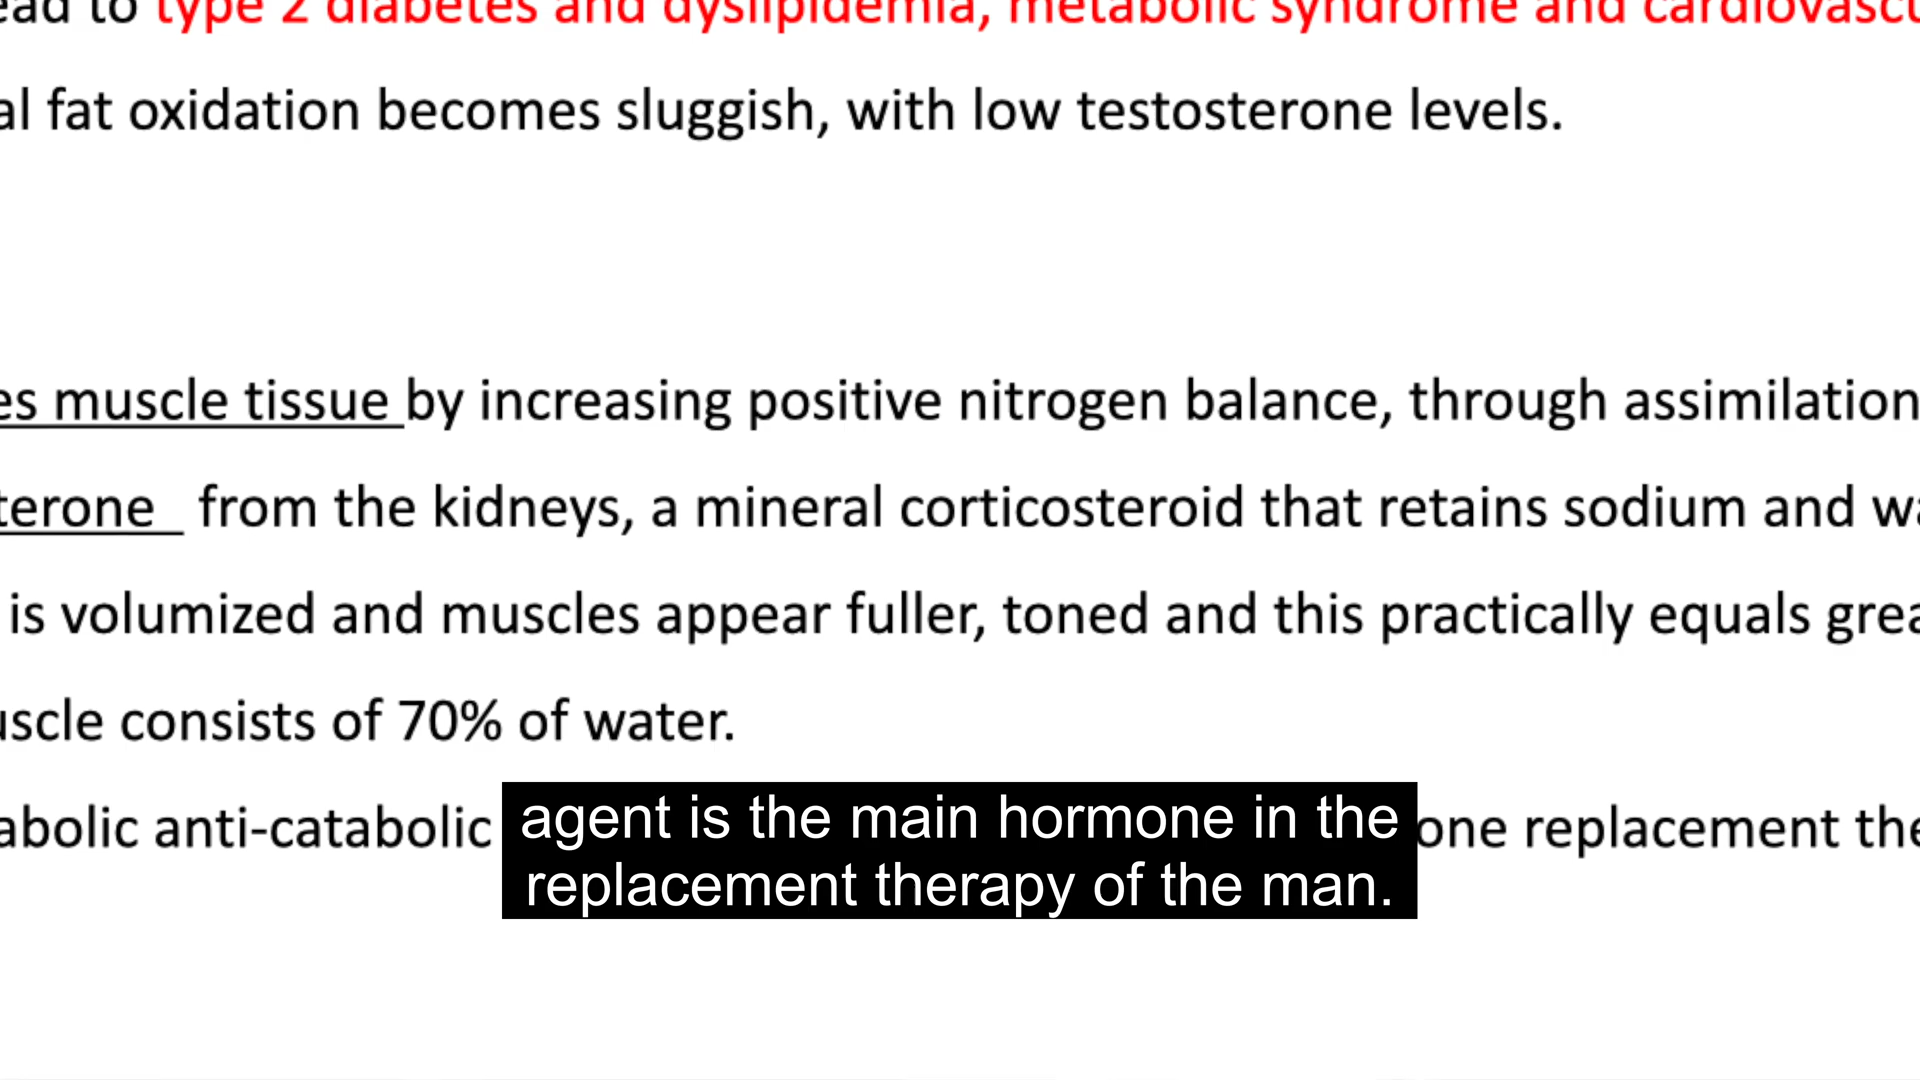 ead to type 2 diabetes and dyslipidemia, metabolic syndrome and cardiovascu
al fat oxidation becomes sluggish, with low testosterone levels.
es muscle tissue by increasing positive nitrogen balance, through assimilation
terone from the kidneys, a mineral corticosteroid that retains sodium and wa
is volumized and muscles appear fuller, toned and this practically equals grea
uscle consists of 70% of water.
abolic anti-catabolic one replacement the
agent is the main hormone in the
replacement therapy of the man.